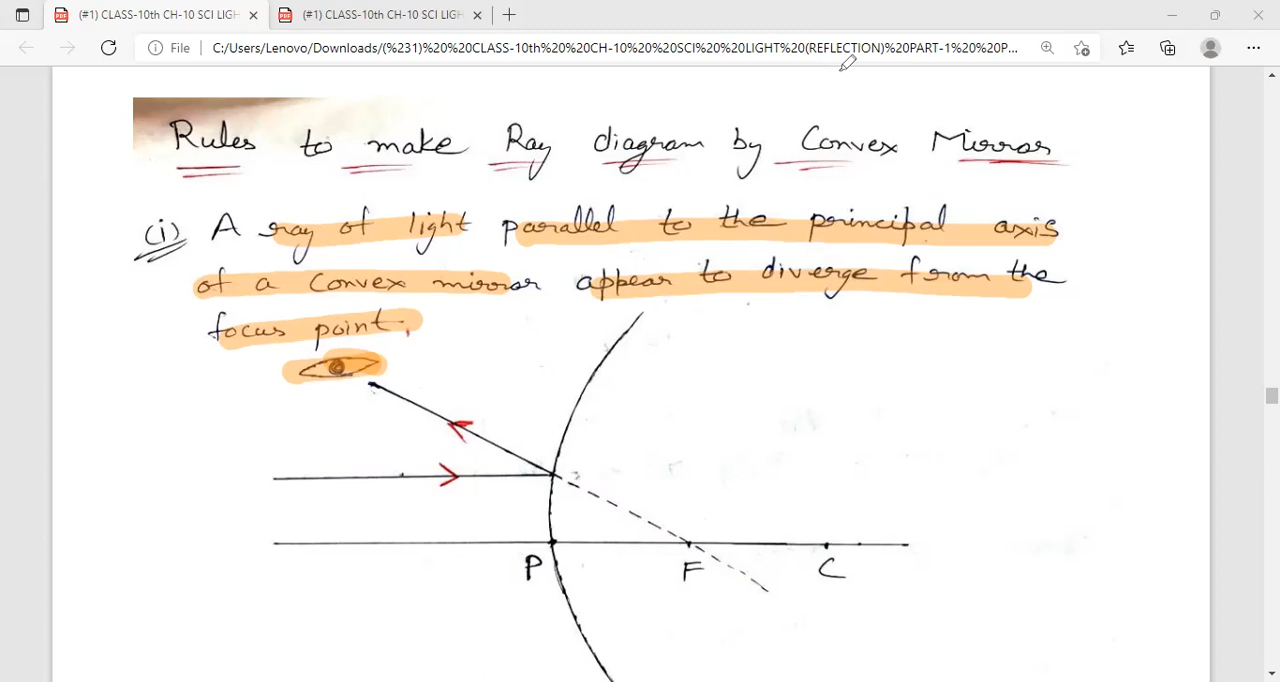 (#1) CLASS-10th CH-10 SCI LIGH
(#1) CLASS-10th CH-10 SCI LIGH
File
C:/Users/Lenovo/Downloads/(%231)%20%20CLASS-10th%20%20CH-10%20%20SCI%20%20LIGHT%20(REFLECTION)%20PART-1%20%20P...
Rules to make Ray diagram by Convex Mirror
(i) A ray of light parallel to the principal axis
of a Convex mirror appear to diverge from the
focus point.
P F C